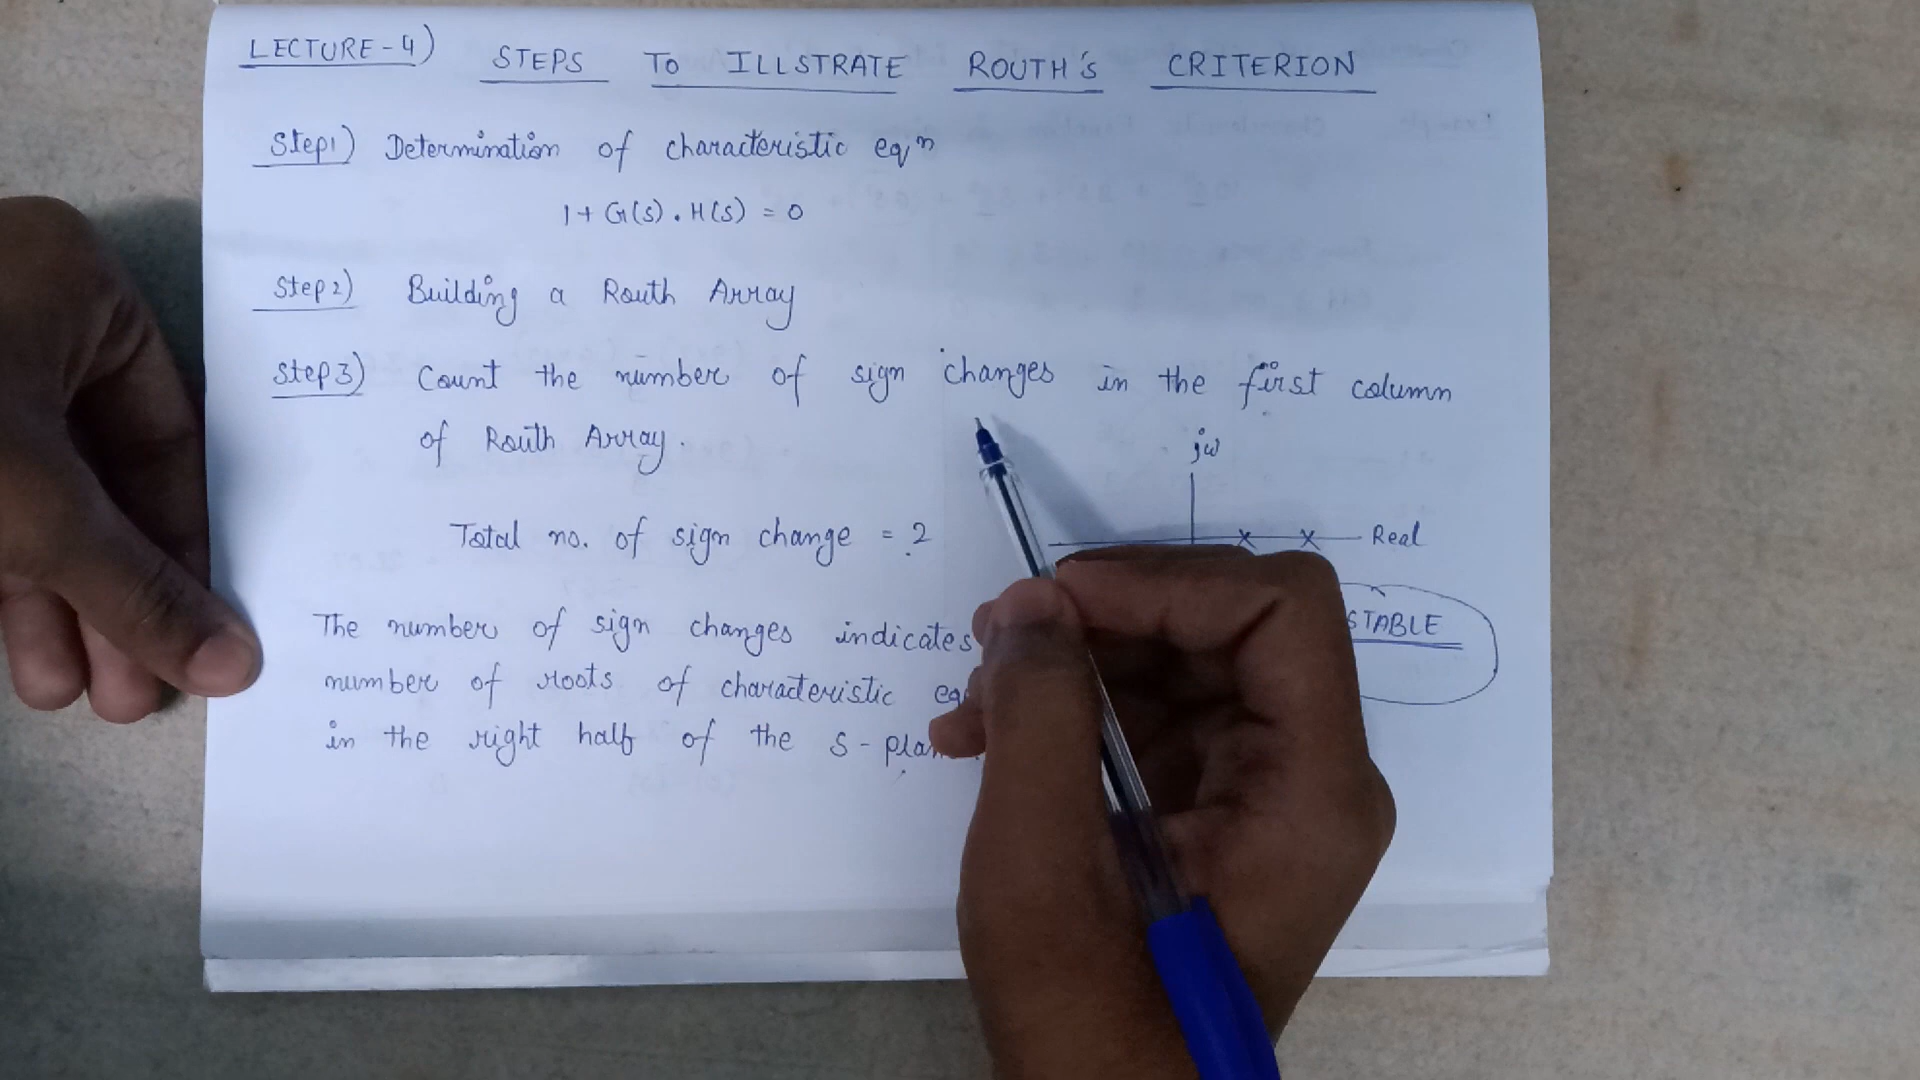 LECTURE-4) STEPS TO ILLSTRATE ROUTH'S CRITERION
Step1) Determination of characteristic eqn
1+ G(s).H(s) = 0
Step2) Building a Routh Array
Step3) Count the number of sign changes in the first column
of Routh Array.
jω
Total no. of sign change = 2
Real
The number of sign changes indicates
STABLE
number of roots of characteristic eq
in the right half of the s-plan